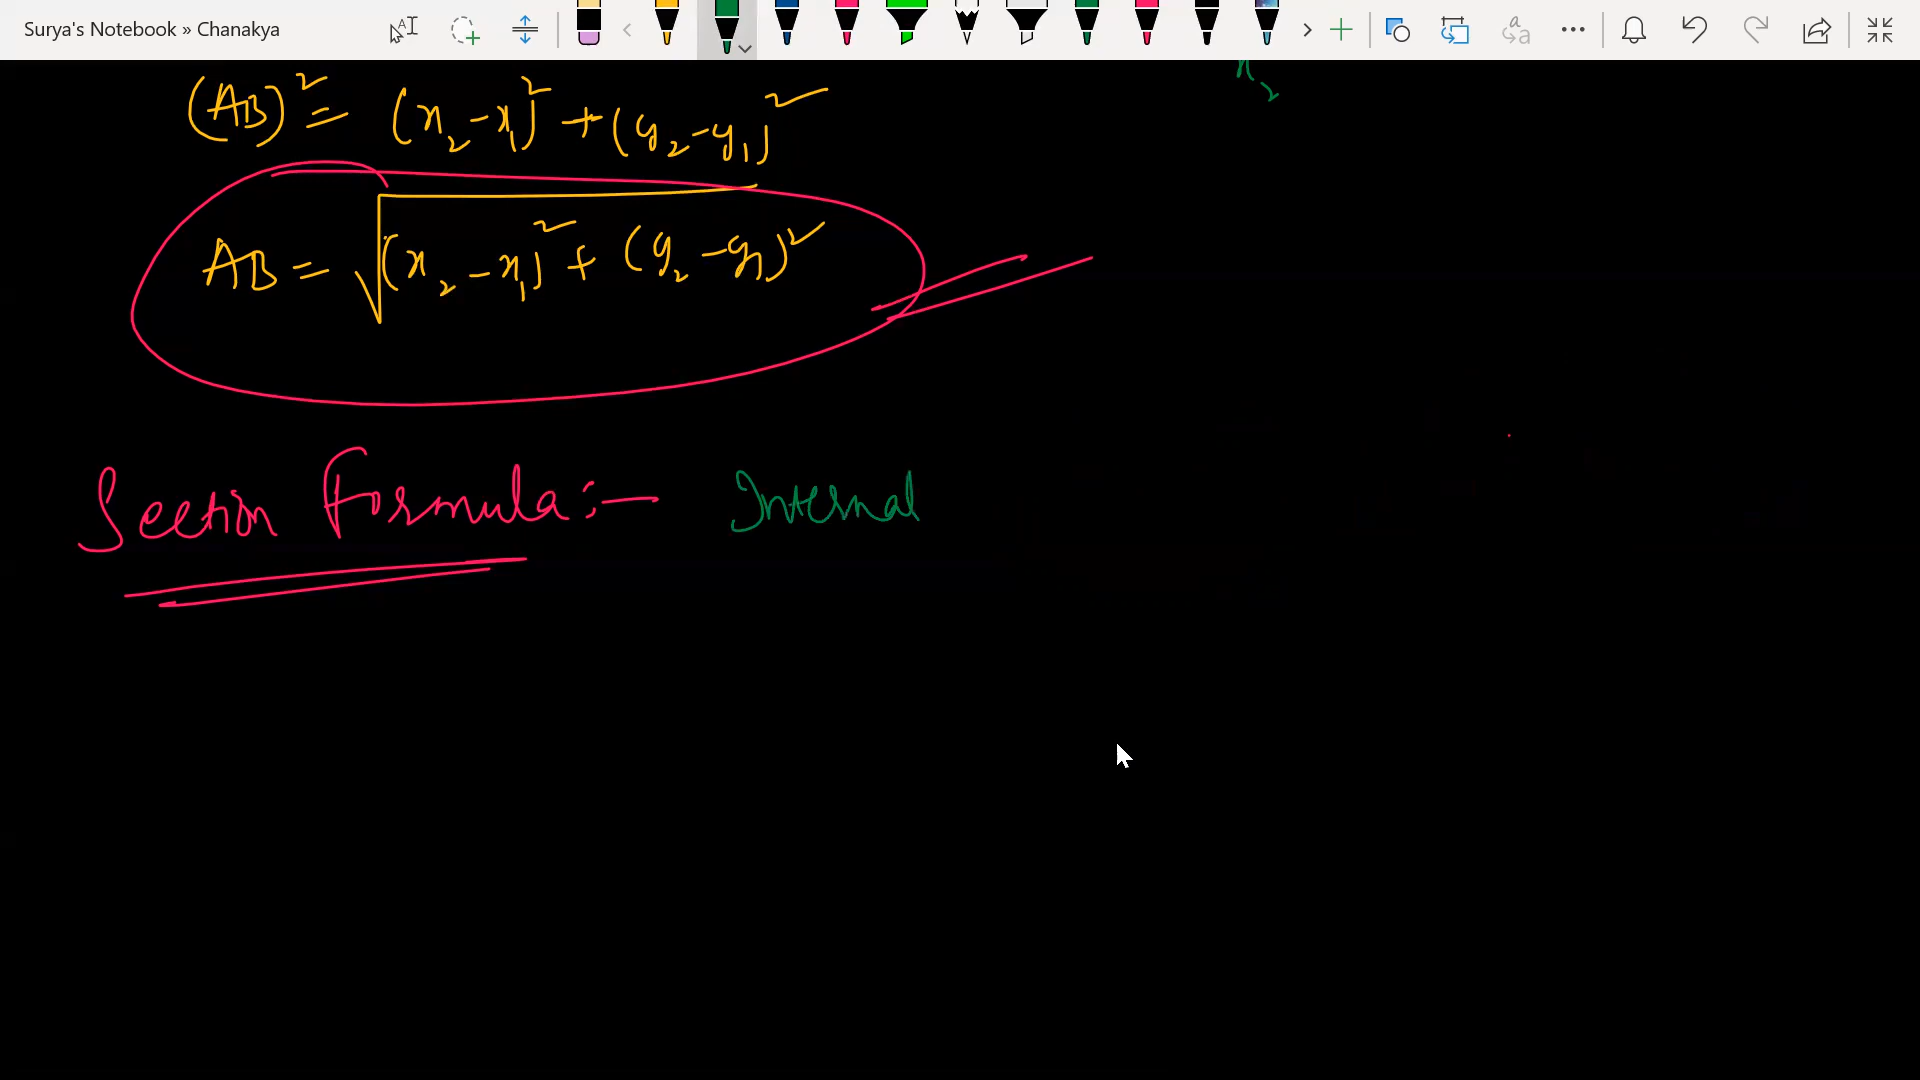 Surya's Notebook » Chanakya
x₂
(AB)² = (x₂-x₁)² + (y₂-y₁)²
AB = √(x₂-x₁)² + (y₂-y₁)²
Section Formula:- Internal